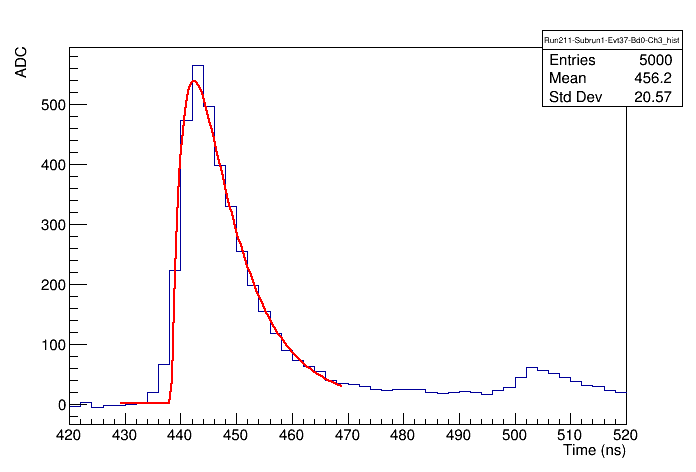 Run211-Subrun1-Evt37-Bd0-Ch3_hist
Entries 5000
Mean 456.2
Std Dev 20.57
ADC
500
400
300
200
100
0
420 430 440 450 460 470 480 490 500 510 520
Time (ns)